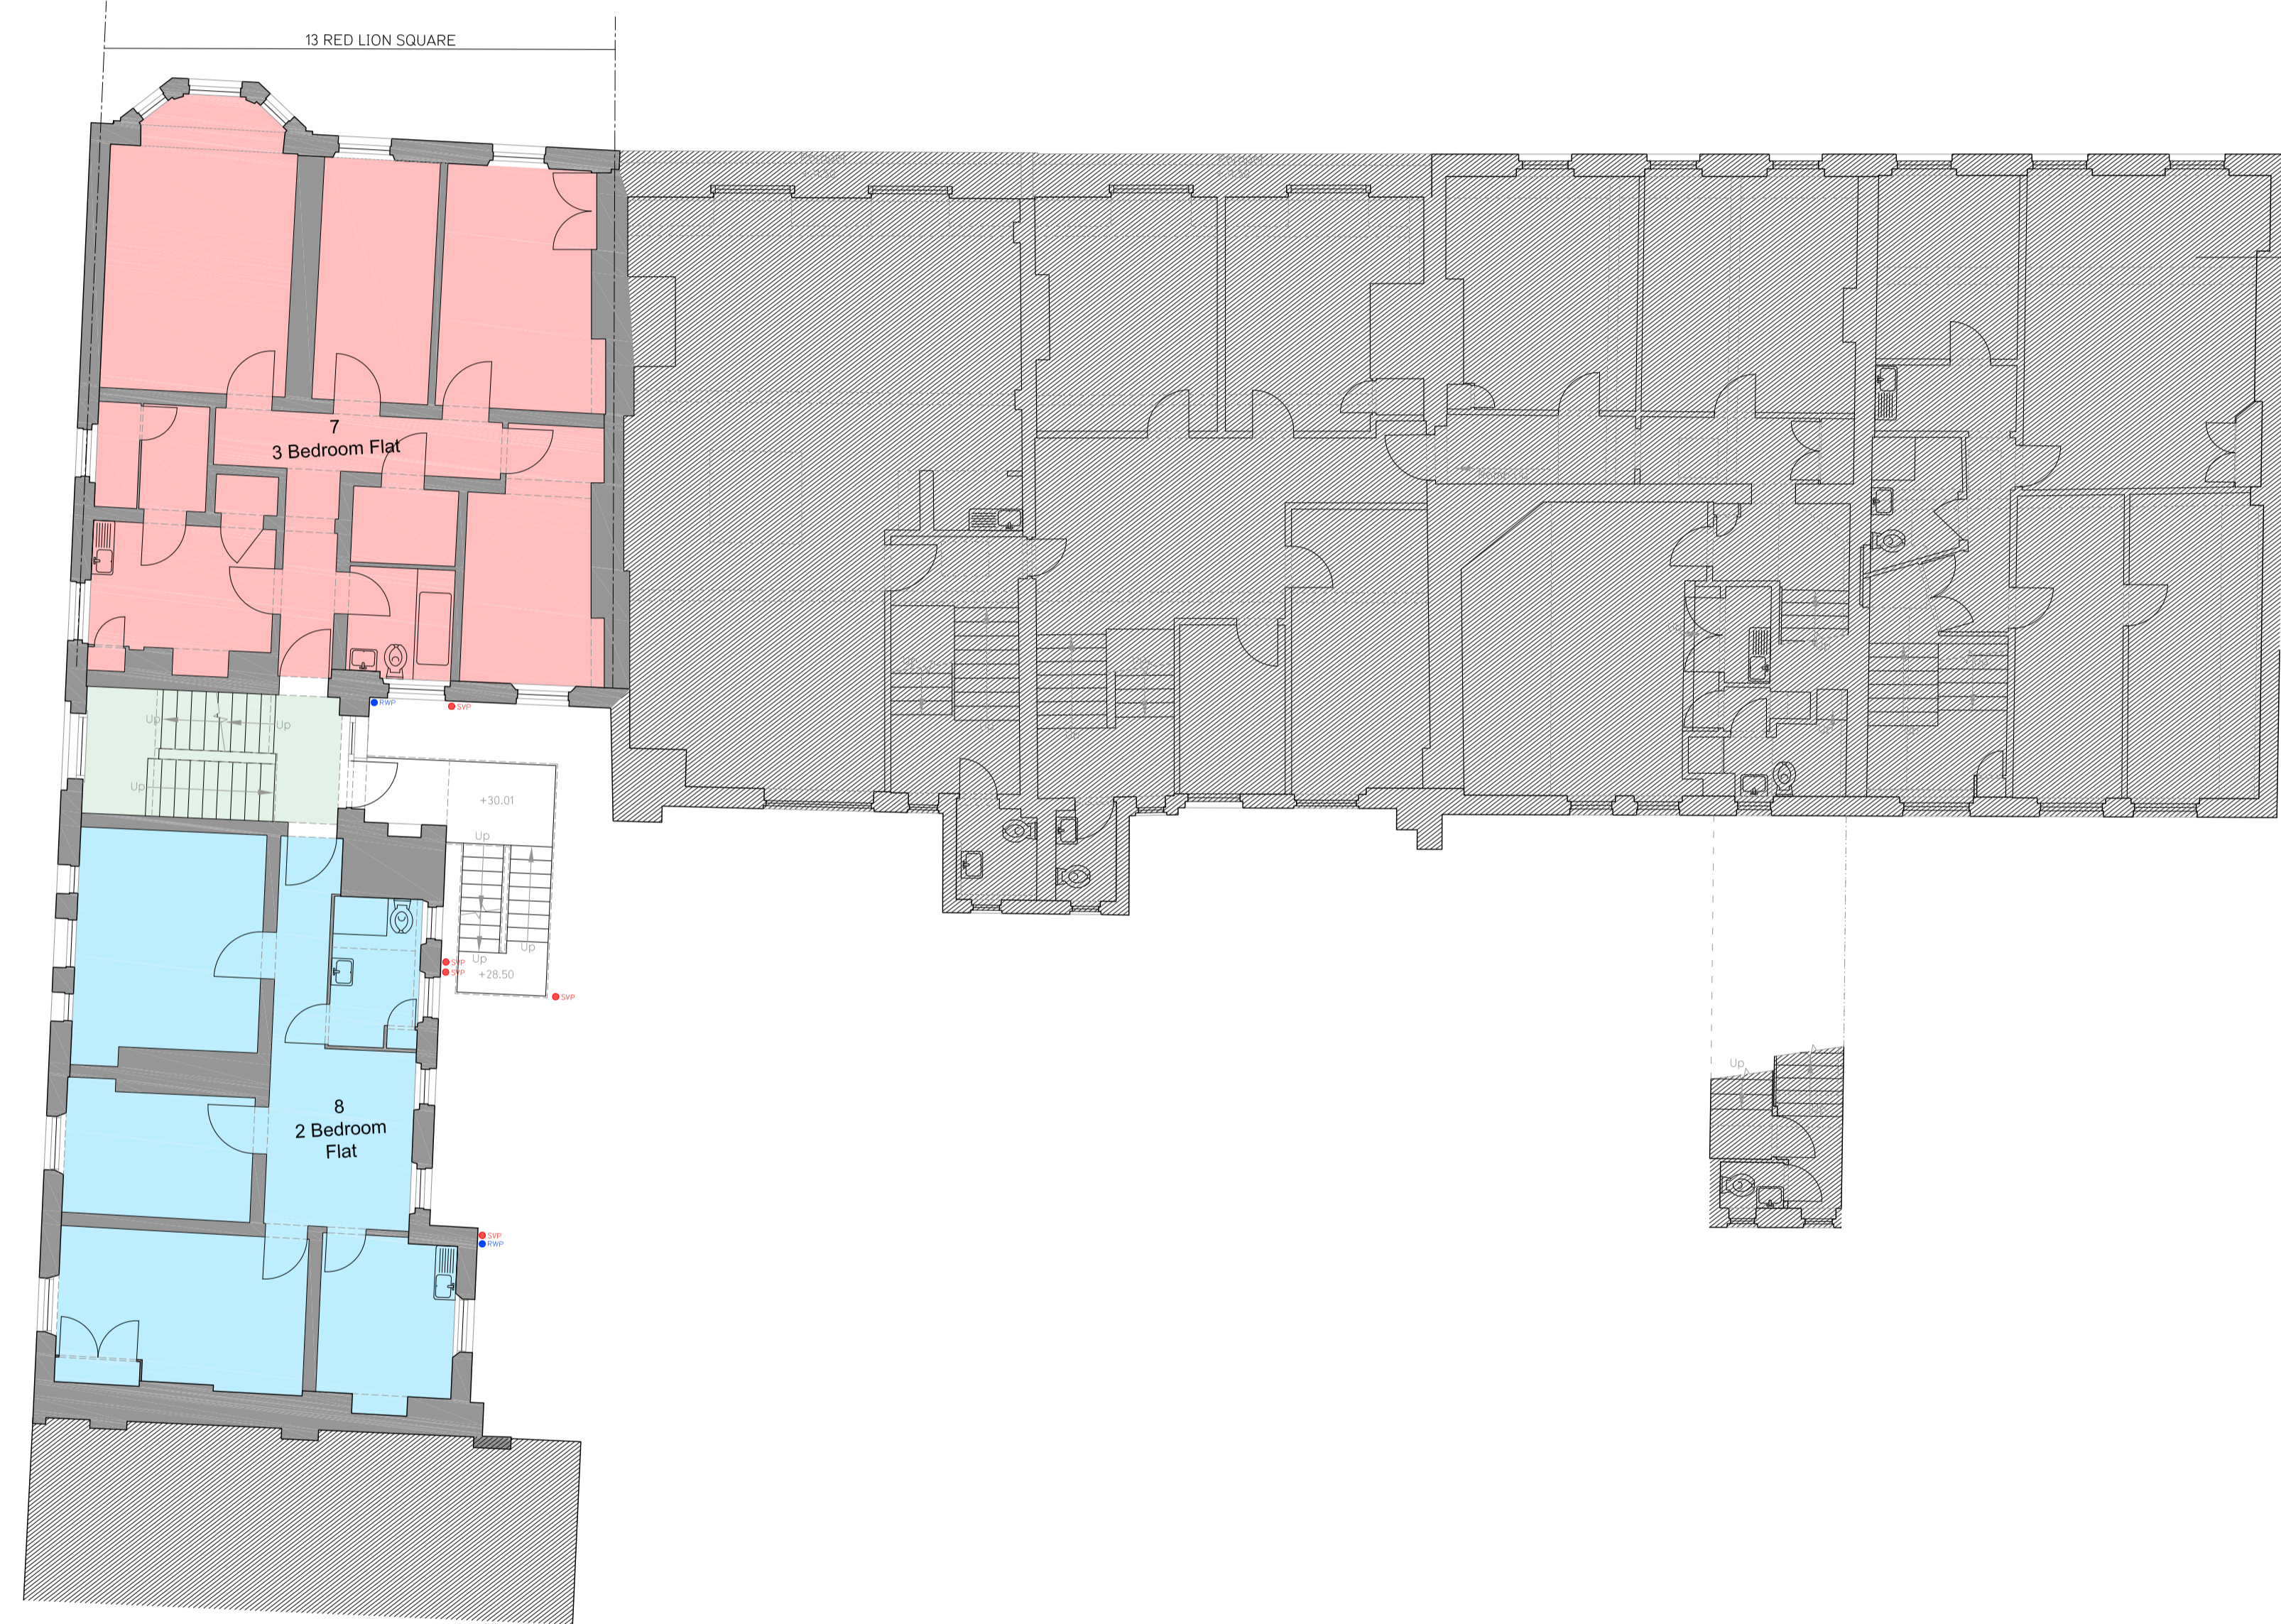 13 RED LION SQUARE
7
3 Bedroom Flat
RWP
SVP
Up
Up
Up
+30.01
Up
Up
Up
+28.50
SVP
SVP
SVP
8
2 Bedroom
Flat
SVP
RWP
Up